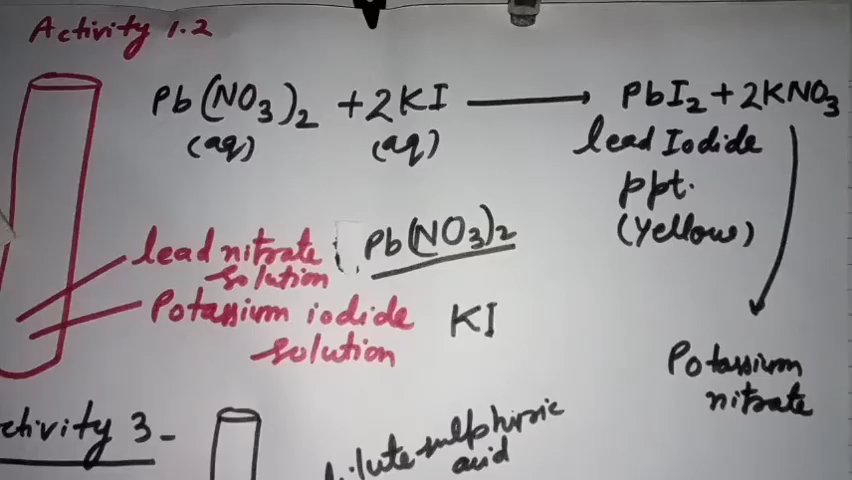 Activity 1.2
Pb(NO3)2 + 2KI ⟶ PbI2 + 2KNO3
(aq) (aq) lead Iodide
ppt.
(Yellow)
lead nitrate Pb(NO3)2
solution
Potassium iodide KI
solution
Potassium
nitrate
ctivity 3-
dilute sulphuric
acid